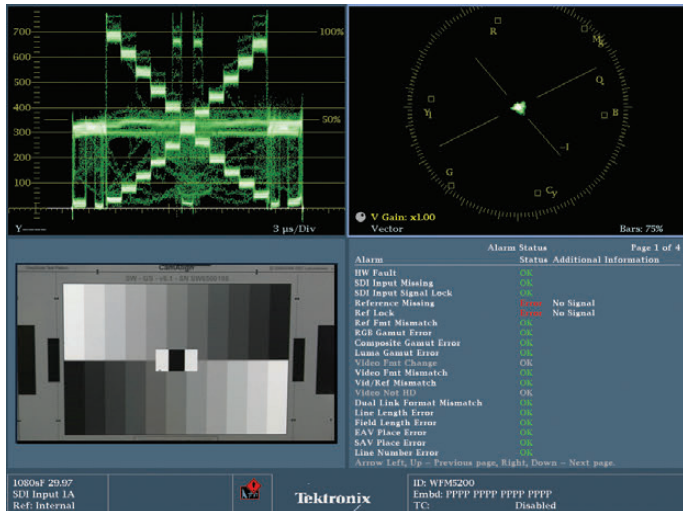 700
600
500
400
300
200
100
100%
50%
Y----
3 µs/Div
R
Q
B
Yl
-I
G
Cy
V Gain: x1.00
Vector
Bars: 75%
CamAlign
Alarm Status
Page 1 of 4
Alarm Status Additional Information
HW Fault OK
SDI Input Missing OK
SDI Input Signal Lock OK
Reference Missing Error No Signal
Ref Lock Error No Signal
Ref Fmt Mismatch OK
RGB Gamut Error OK
Composite Gamut Error OK
Luma Gamut Error OK
Video Fmt Change OK
Video Fmt Mismatch OK
Vid/Ref Mismatch OK
Video Not HD OK
Dual Link Format Mismatch OK
Line Length Error OK
Field Length Error OK
EAV Place Error OK
SAV Place Error OK
Line Number Error OK
Arrow Left, Up - Previous page, Right, Down - Next page.
1080sF 29.97
SDI Input 1A
Ref: Internal
Tektronix
ID: WFM5200
Embd: PPPP PPPP PPPP PPPP
TC: Disabled